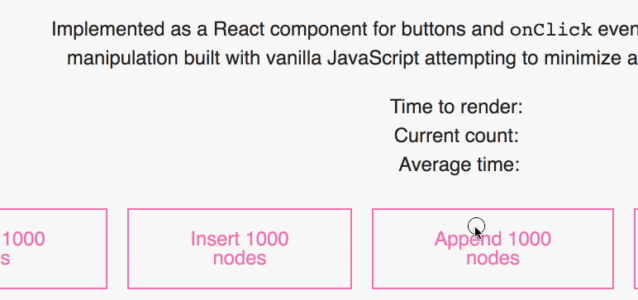 Implemented as a React component for buttons and onClick even
manipulation built with vanilla JavaScript attempting to minimize a
Time to render:
Current count:
Average time:
1000
s
Insert 1000
nodes
Append 1000
nodes